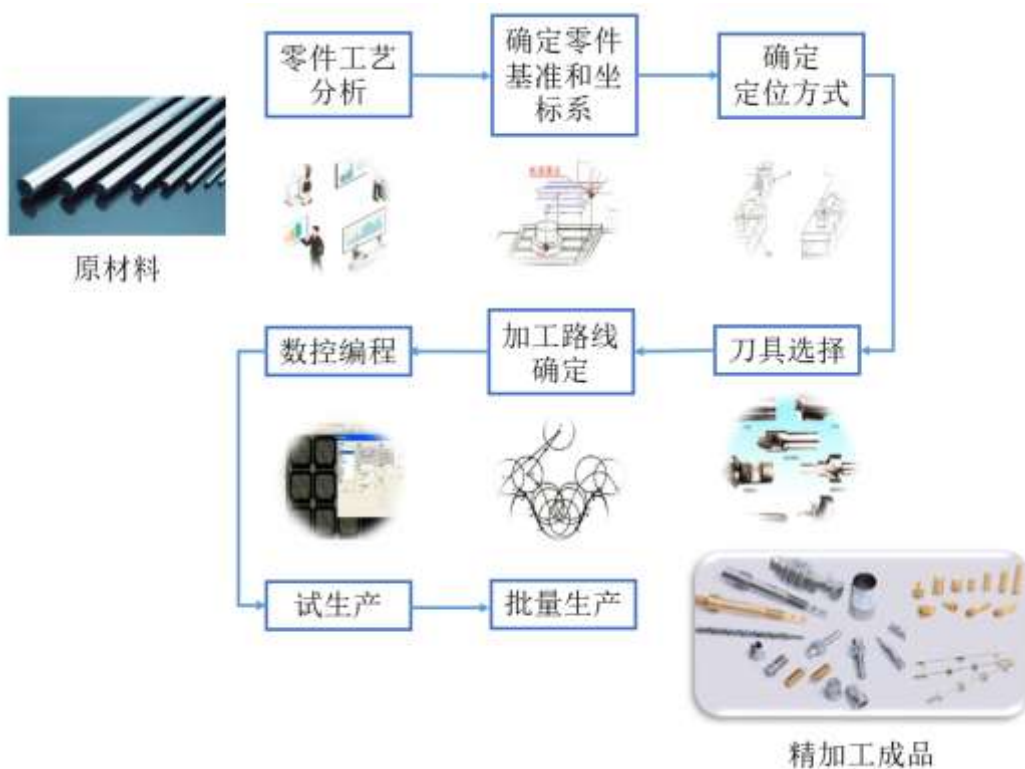 零件工艺
分析
确定零件
基准和坐
标系
确定
定位方式
原材料
数控编程
加工路线
确定
刀具选择
试生产
批量生产
精加工成品